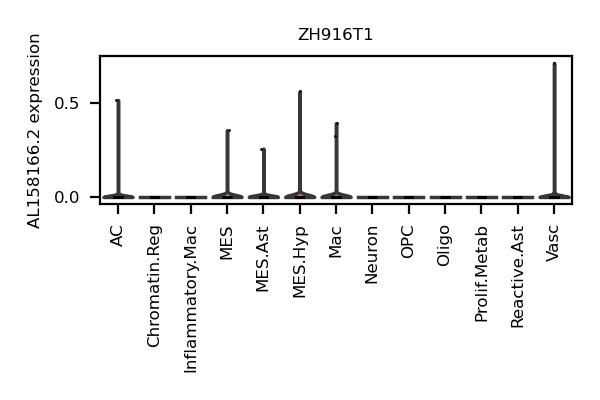 ZH916T1
AL158166.2 expression
0.5
0.0
AC
Chromatin.Reg
Inflammatory.Mac
MES
MES.Ast
MES.Hyp
Mac
Neuron
OPC
Oligo
Prolif.Metab
Reactive.Ast
Vasc